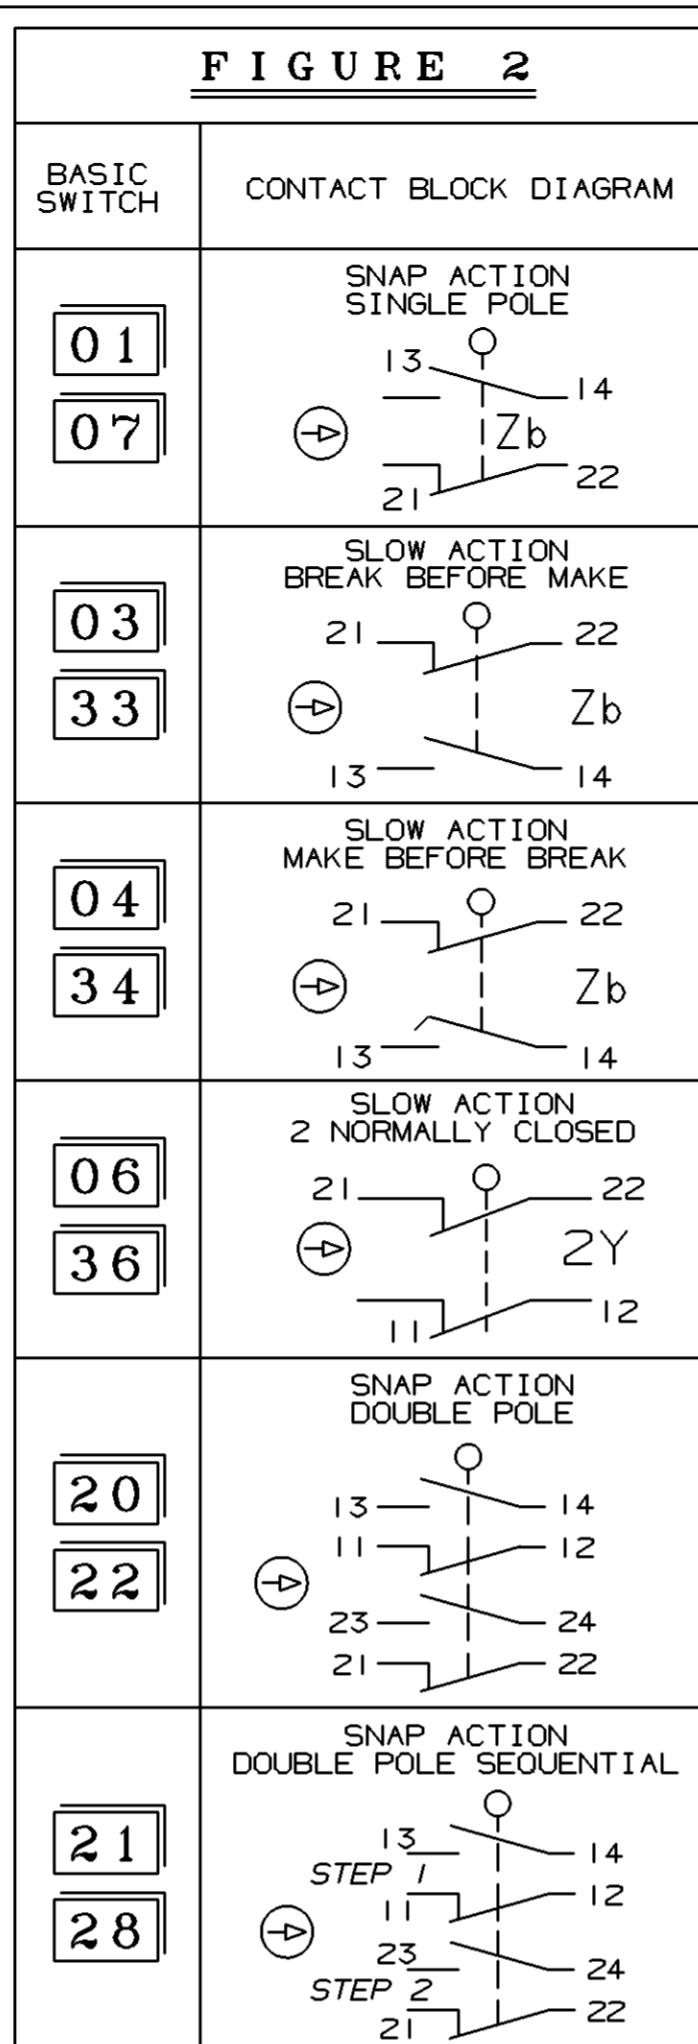 FIGURE 2
BASIC SWITCH
CONTACT BLOCK DIAGRAM
01
07
SNAP ACTION
SINGLE POLE
13
14
Zb
21
22
03
33
SLOW ACTION
BREAK BEFORE MAKE
21
22
Zb
13
14
04
34
SLOW ACTION
MAKE BEFORE BREAK
21
22
Zb
13
14
06
36
SLOW ACTION
2 NORMALLY CLOSED
21
22
2Y
11
12
20
22
SNAP ACTION
DOUBLE POLE
13
14
11
12
23
24
21
22
21
28
SNAP ACTION
DOUBLE POLE SEQUENTIAL
13
14
STEP 1
11
12
23
24
STEP 2
21
22